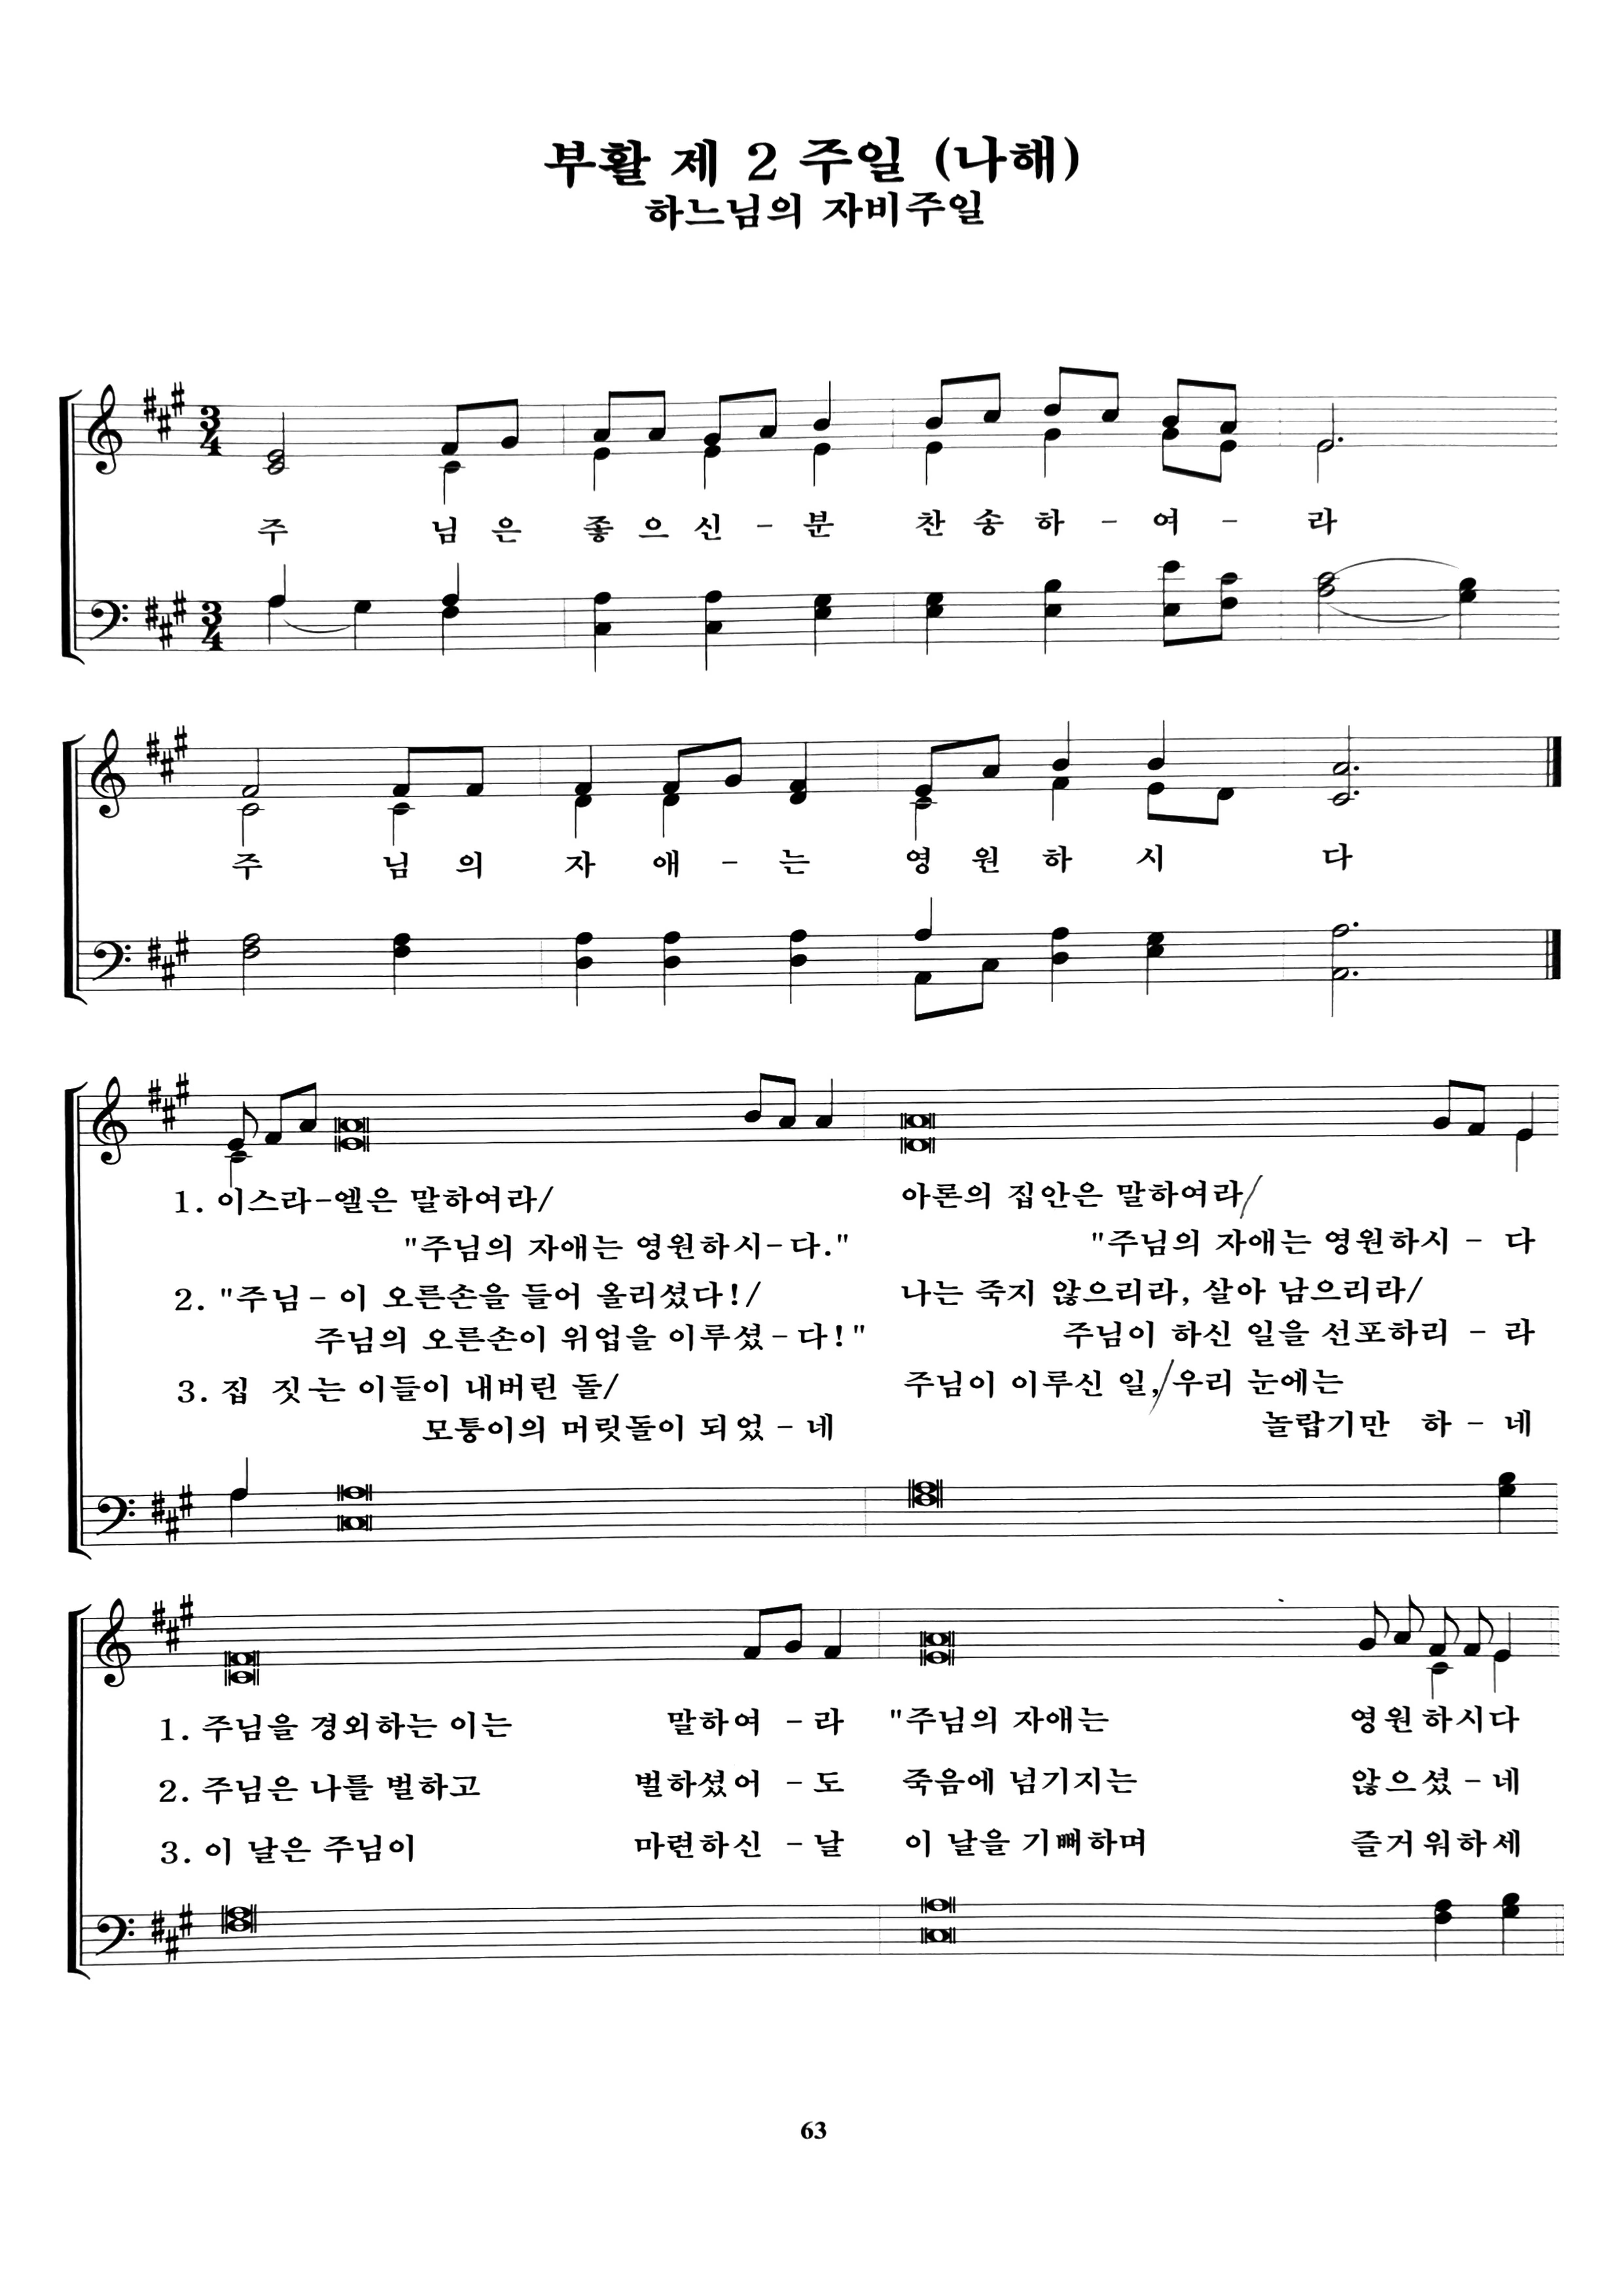 부활 제 2 주일 (나해)
하느님의 자비주일
3 4
주 님 은 좋 으 신 - 분 찬 송 하 - 여 - 라
3 4
주 님 의 자 애 - 는 영 원 하 시 다
1. 이스라-엘은 말하여라/ 아론의 집안은 말하여라/
"주님의 자애는 영원하시-다." "주님의 자애는 영원하시 - 다
2. "주님- 이 오른손을 들어 올리셨다!/ 나는 죽지 않으리라, 살아 남으리라/
주님의 오른손이 위업을 이루셨-다!" 주님이 하신 일을 선포하리 - 라
3. 집 짓-는 이들이 내버린 돌/ 주님이 이루신 일,/우리 눈에는
모퉁이의 머릿돌이 되었 - 네 놀랍기만 하 - 네
1. 주님을 경외하는 이는 말하여 - 라 "주님의 자애는 영원하시다
2. 주님은 나를 벌하고 벌하셨어 - 도 죽음에 넘기지는 않으셨 - 네
3. 이 날은 주님이 마련하신 - 날 이 날을 기뻐하며 즐거워하세
63